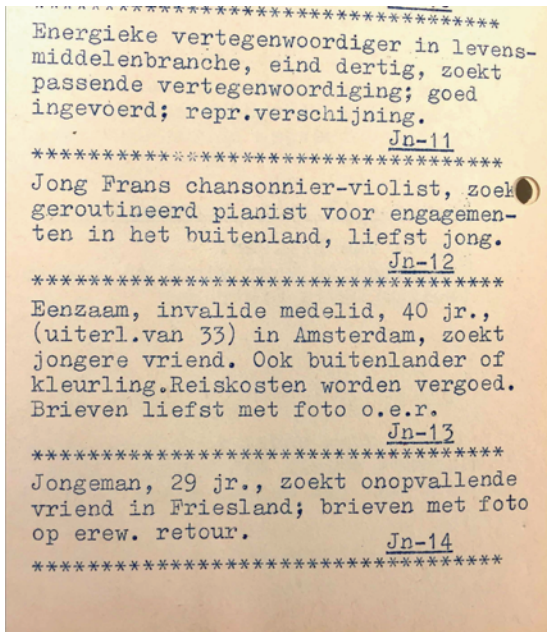 ***********************************
Energieke vertegenwoordiger in levens-
middelenbranche, eind dertig, zoekt
passende vertegenwoordiging; goed
ingevoerd; repr.verschijning.
Jn-11
***********************************
Jong Frans chansonnier-violist, zoek
geroutineerd pianist voor engagemen-
ten in het buitenland, liefst jong.
Jn-12
***********************************
Eenzaam, invalide medelid, 40 jr.,
(uiterl.van 33) in Amsterdam, zoekt
jongere vriend. Ook buitenlander of
kleurling.Reiskosten worden vergoed.
Brieven liefst met foto o.e.r.
Jn-13
***********************************
Jongeman, 29 jr., zoekt onopvallende
vriend in Friesland; brieven met foto
op erew. retour.
Jn-14
***********************************